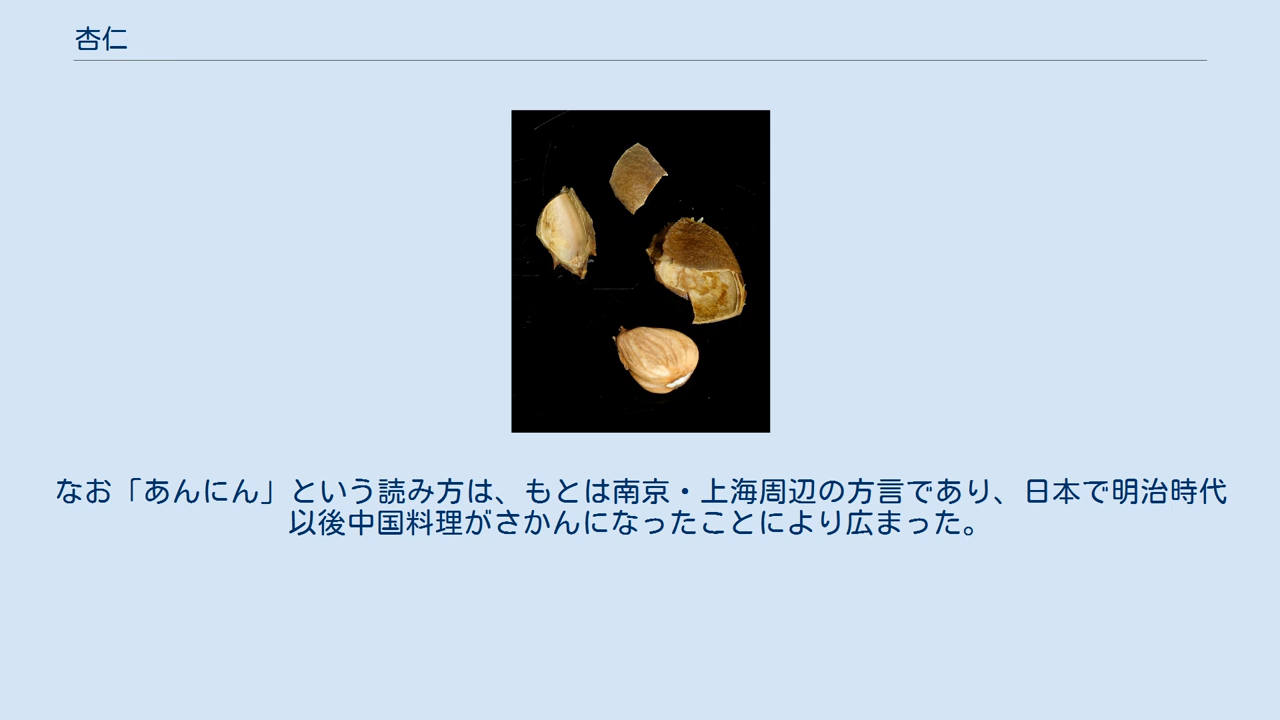 杏仁
なお「あんにん」という読み方は、もとは南京・上海周辺の方言であり、日本で明治時代
以後中国料理がさかんになったことにより広まった。